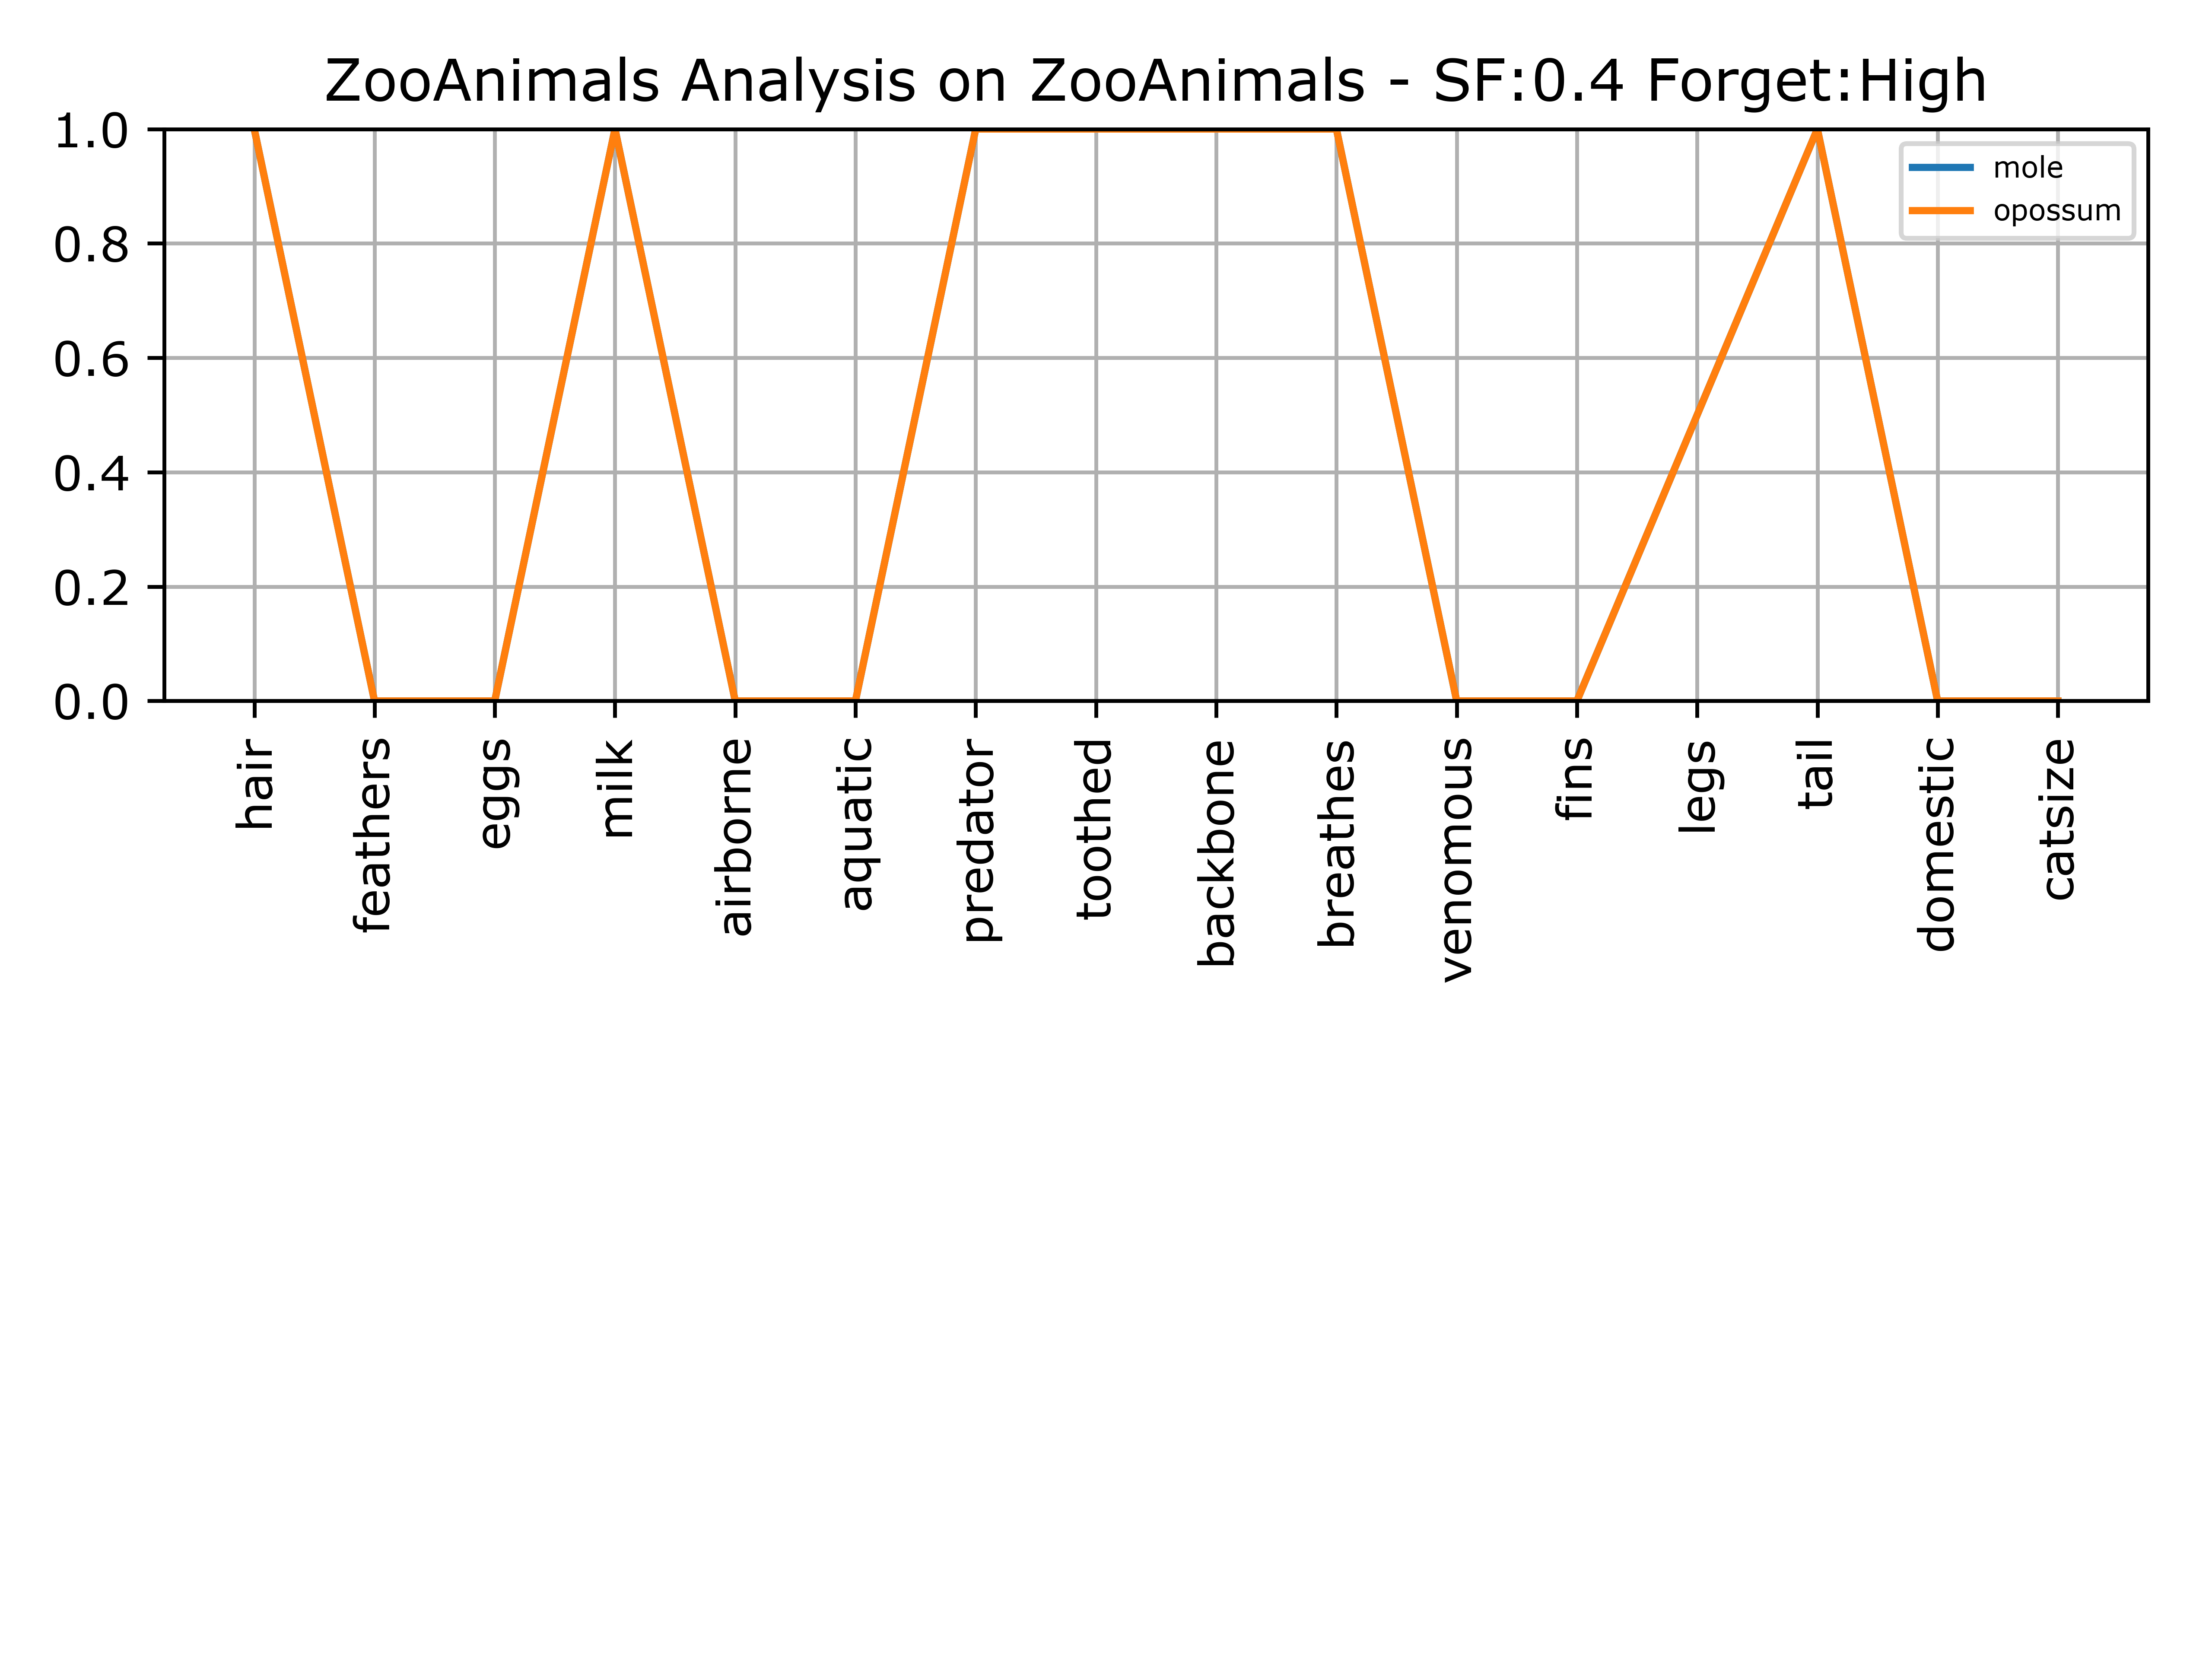 ZooAnimals Analysis on ZooAnimals - SF:0.4 Forget:High
1.0
0.8
0.6
0.4
0.2
0.0
mole
opossum
hair
feathers
eggs
milk
airborne
aquatic
predator
toothed
backbone
breathes
venomous
fins
legs
tail
domestic
catsize